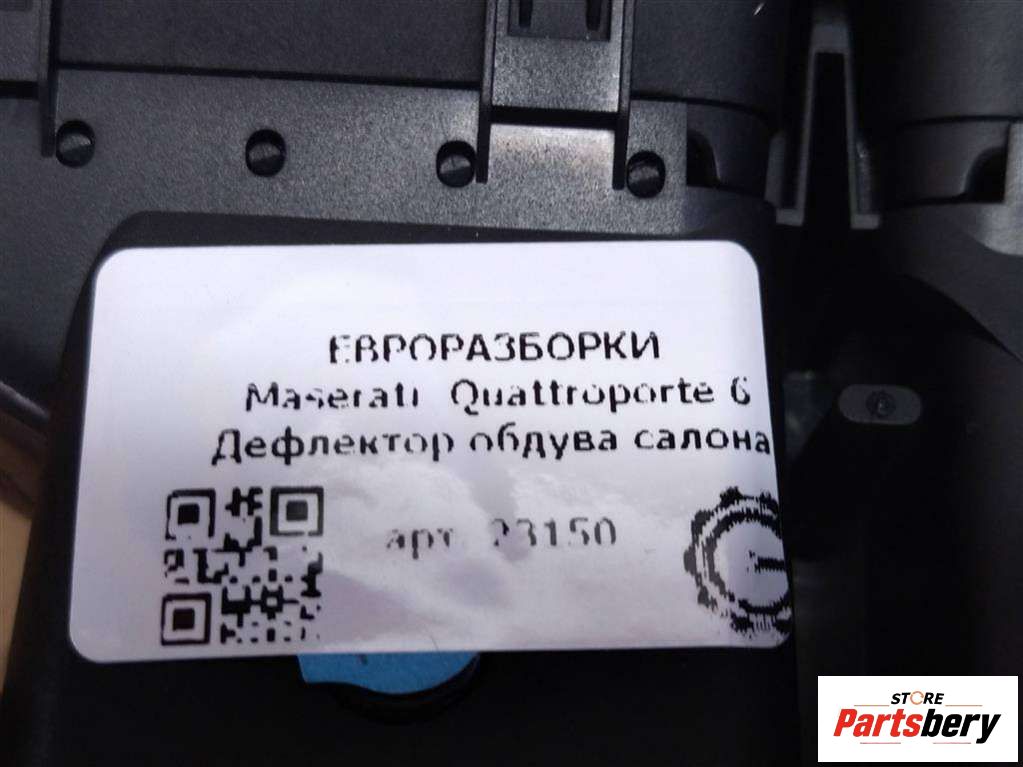 ЕВРОРАЗБОРКИ
Maserati Quattroporte 6
Дефлектор обдува салона
арт. 23150
STORE
Partsbery